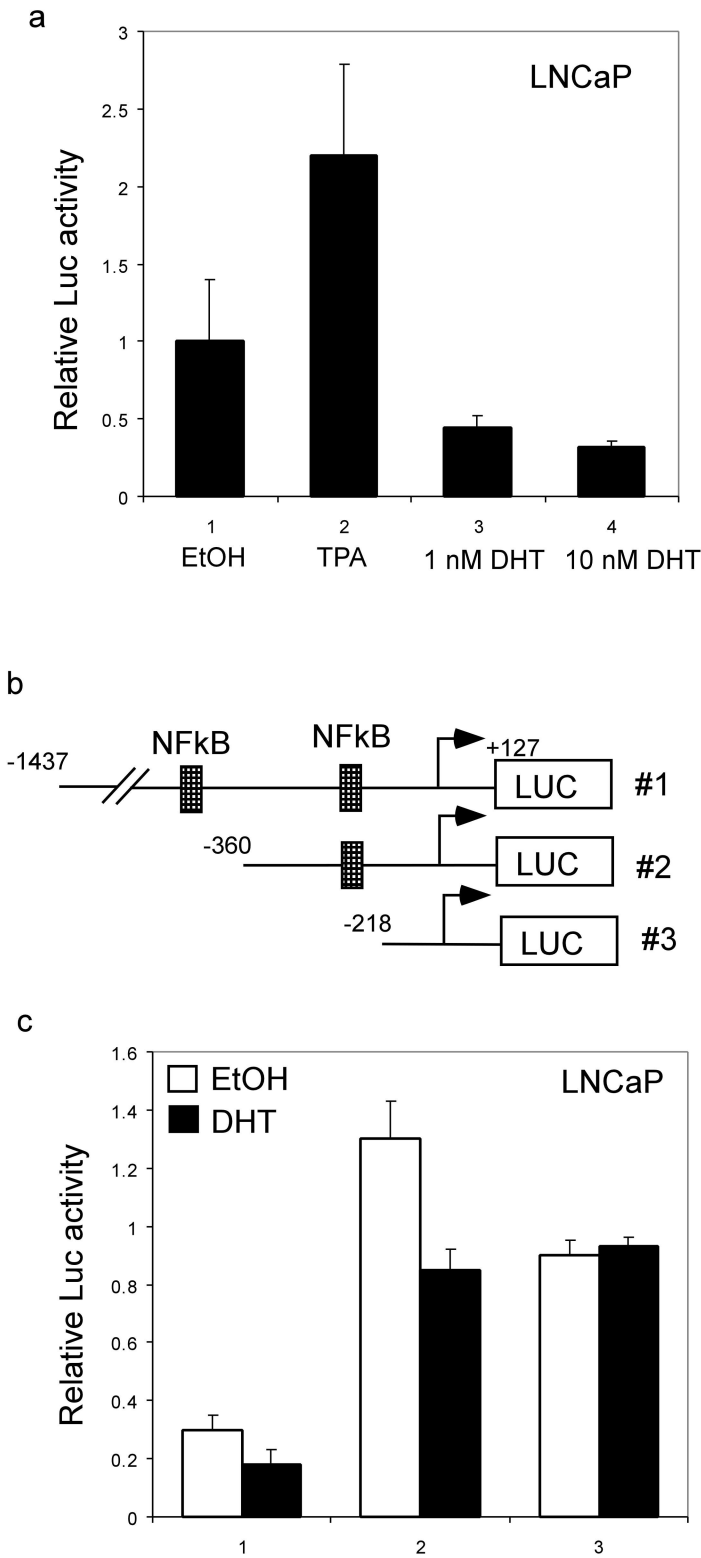 a
3
2.5
2
1.5
1
0.5
0
Relative Luc activity
LNCaP
1 2 3 4
EtOH TPA 1 nM DHT 10 nM DHT
b
-1437 NFkB NFkB +127 LUC #1
-360 LUC #2
-218 LUC #3
c
1.6
1.4
1.2
1
0.8
0.6
0.4
0.2
0
Relative Luc activity
EtOH
DHT
LNCaP
1 2 3